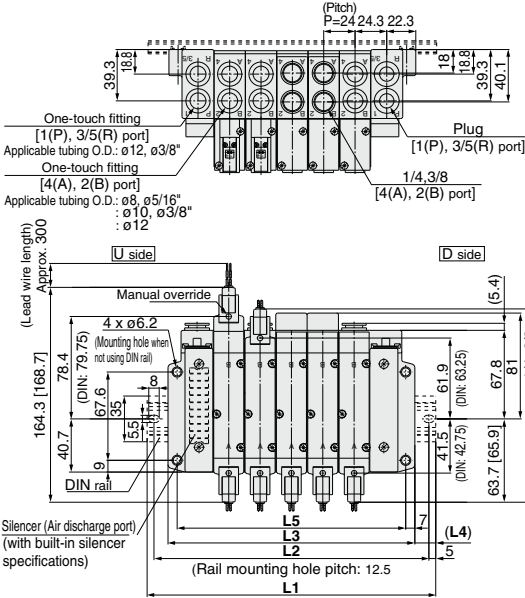 (Pitch)
P=24 24.3 22.3
39.3
18.8
18
18.8
39.3
40.1
One-touch fitting
[1(P), 3/5(R) port]
Applicable tubing O.D.: ø12, ø3/8"
One-touch fitting
[4(A), 2(B) port]
Applicable tubing O.D.: ø8, ø5/16"
: ø10, ø3/8"
: ø12
Plug
[1(P), 3/5(R) port]
1/4,3/8
[4(A), 2(B) port]
U side
D side
(Lead wire length)
Approx. 300
Manual override
4 x ø6.2
(Mounting hole when
not using DIN rail)
164.3 [168.7]
78.4
(DIN: 79.75)
67.6
40.7
8
35
5.5
9
DIN rail
Silencer (Air discharge port)
(with built-in silencer
specifications)
(5.4)
61.9
(DIN: 63.25)
67.8
81
41.5
(DIN: 42.75)
63.7 [65.9]
L5
7
L3
(L4)
L2
5
(Rail mounting hole pitch: 12.5
L1